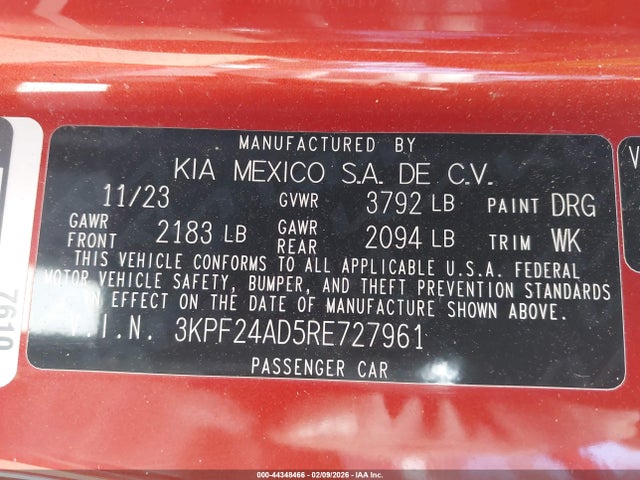 MANUFACTURED BY
KIA MEXICO S.A. DE C.V.
11/23 GVWR 3792 LB PAINT DRG
GAWR FRONT 2183 LB GAWR REAR 2094 LB TRIM WK
THIS VEHICLE CONFORMS TO ALL APPLICABLE U.S.A. FEDERAL
MOTOR VEHICLE SAFETY, BUMPER, AND THEFT PREVENTION STANDARDS
IN EFFECT ON THE DATE OF MANUFACTURE SHOWN ABOVE.
V.I.N. 3KPF24AD5RE727961
PASSENGER CAR
7610
V
000-44348466 - 02/09/2026 - IAA Inc.